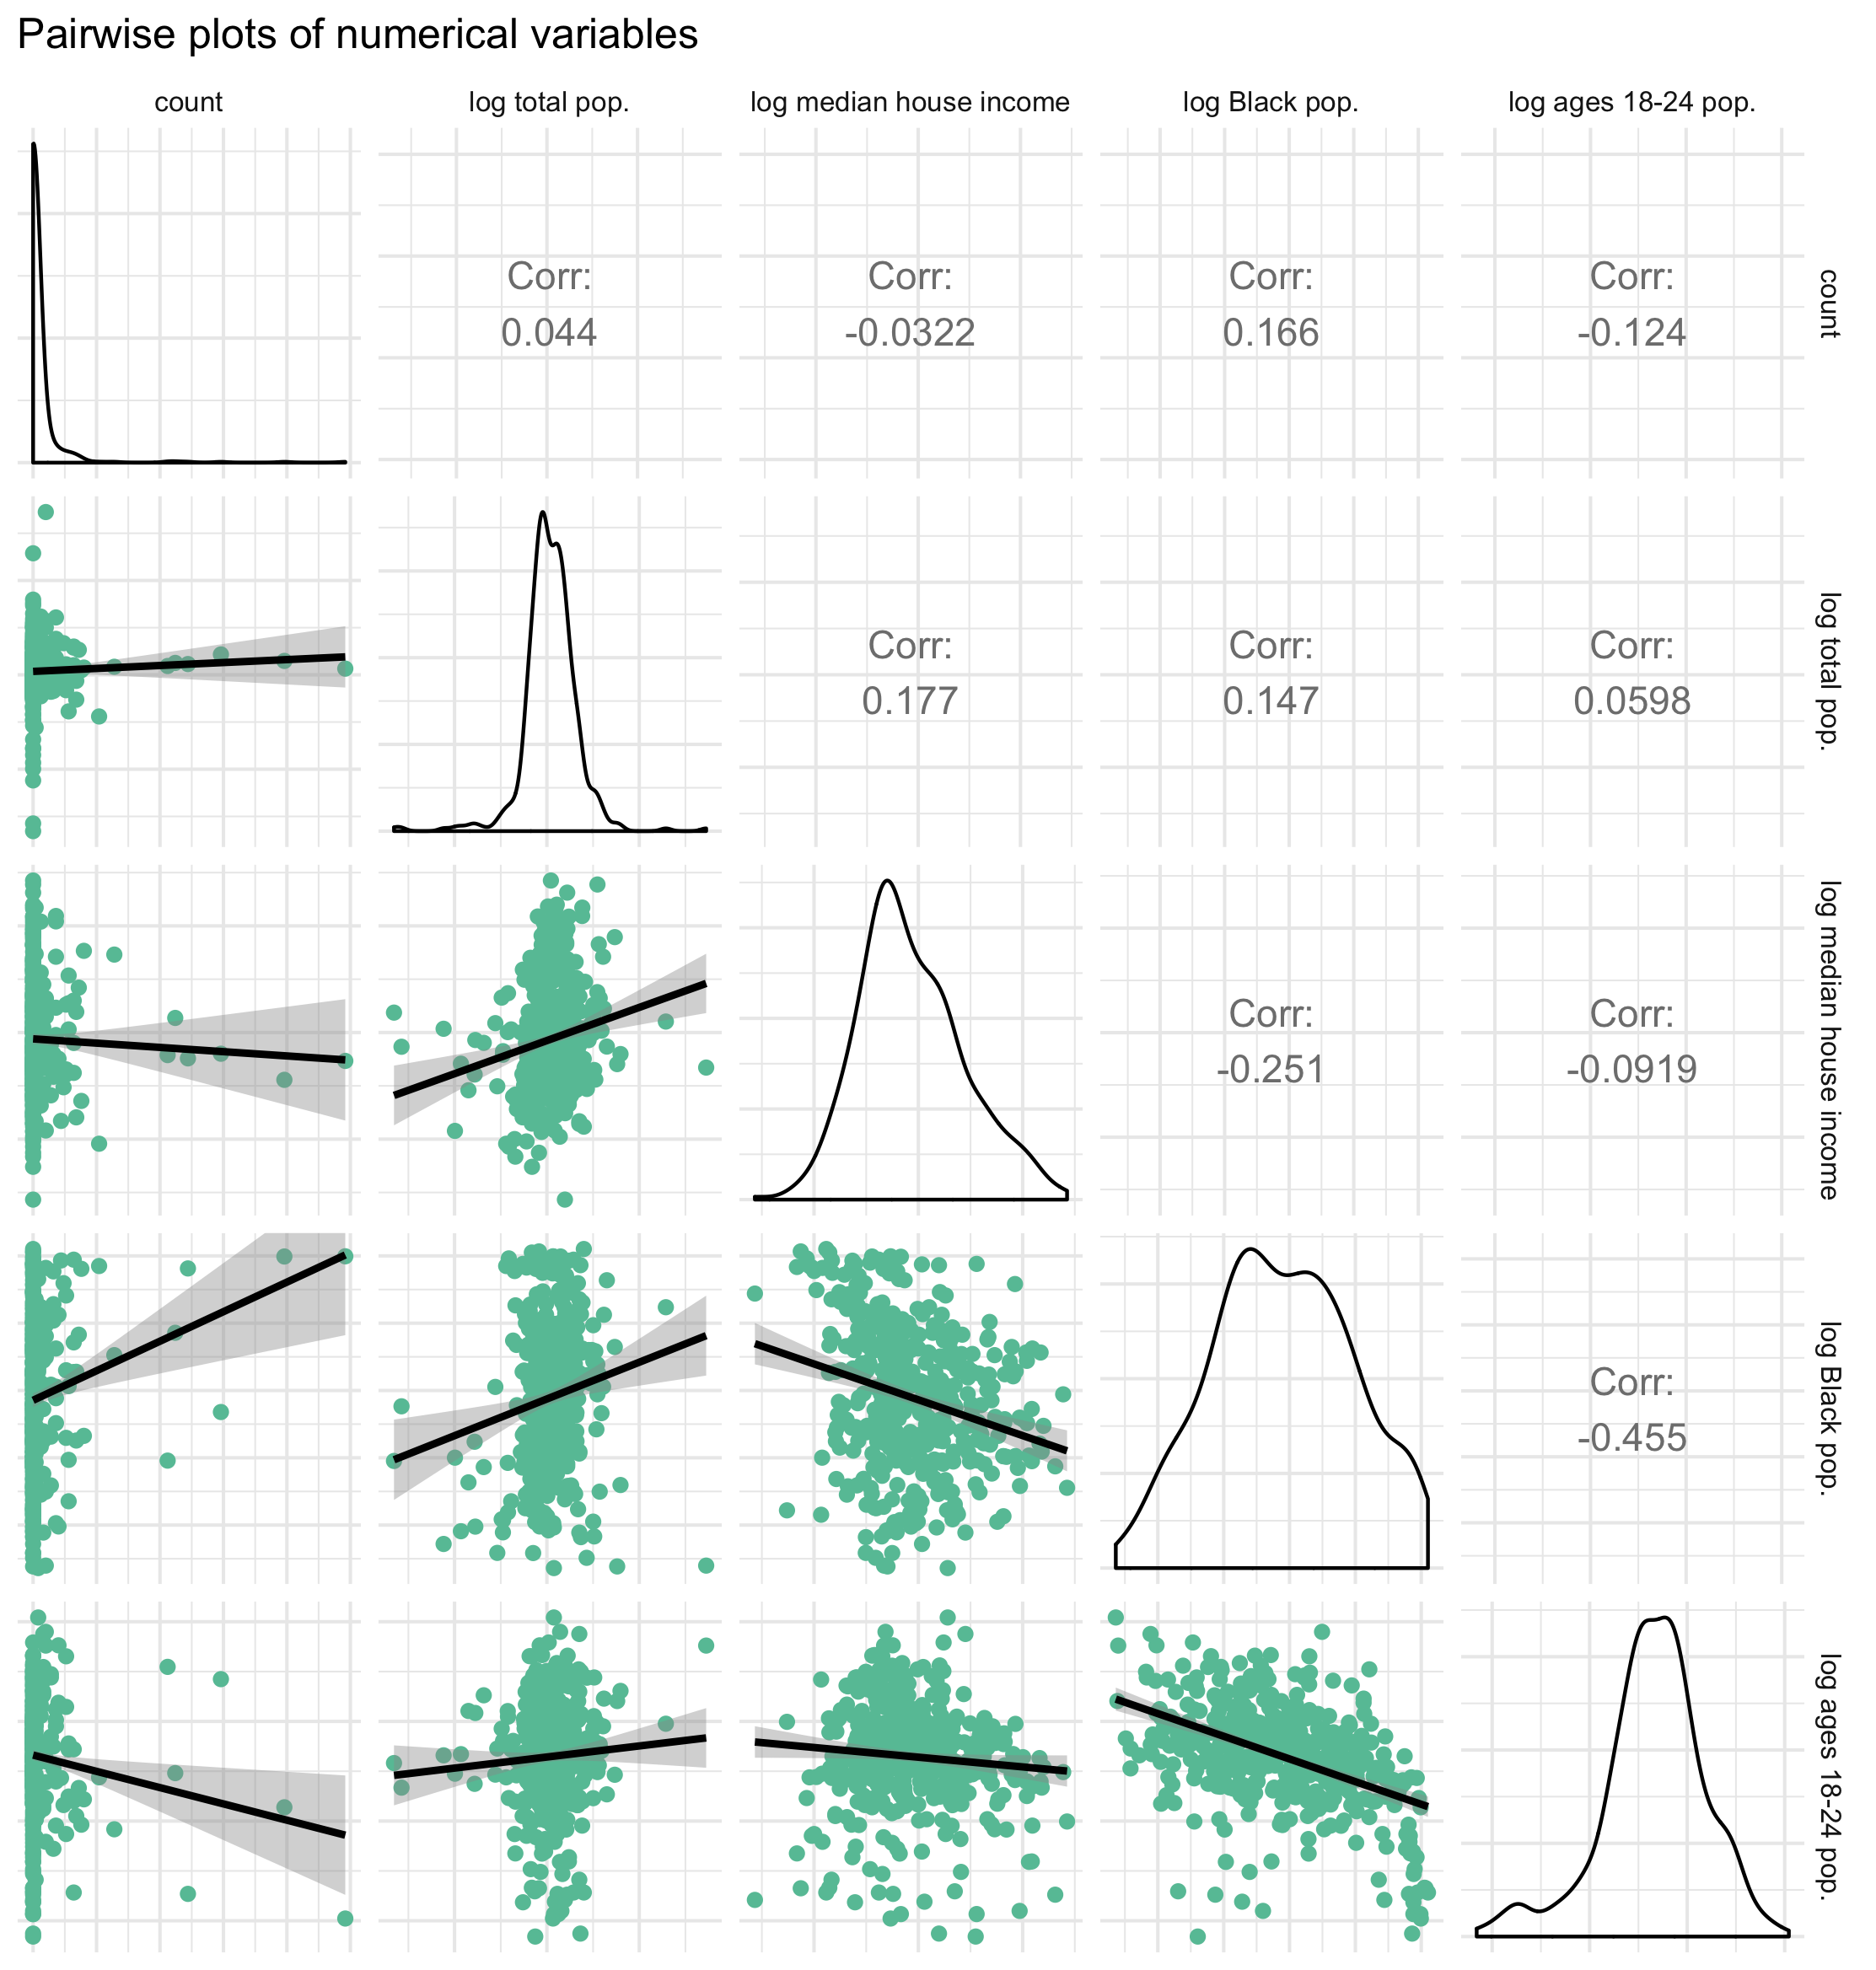 Pairwise plots of numerical variables
count
log total pop.
log median house income
log Black pop.
log ages 18-24 pop.
Corr:
0.044
Corr:
-0.0322
Corr:
0.166
Corr:
-0.124
count
Corr:
0.177
Corr:
0.147
Corr:
0.0598
log total pop.
Corr:
-0.251
Corr:
-0.0919
log median house income
Corr:
-0.455
log Black pop.
log ages 18-24 pop.